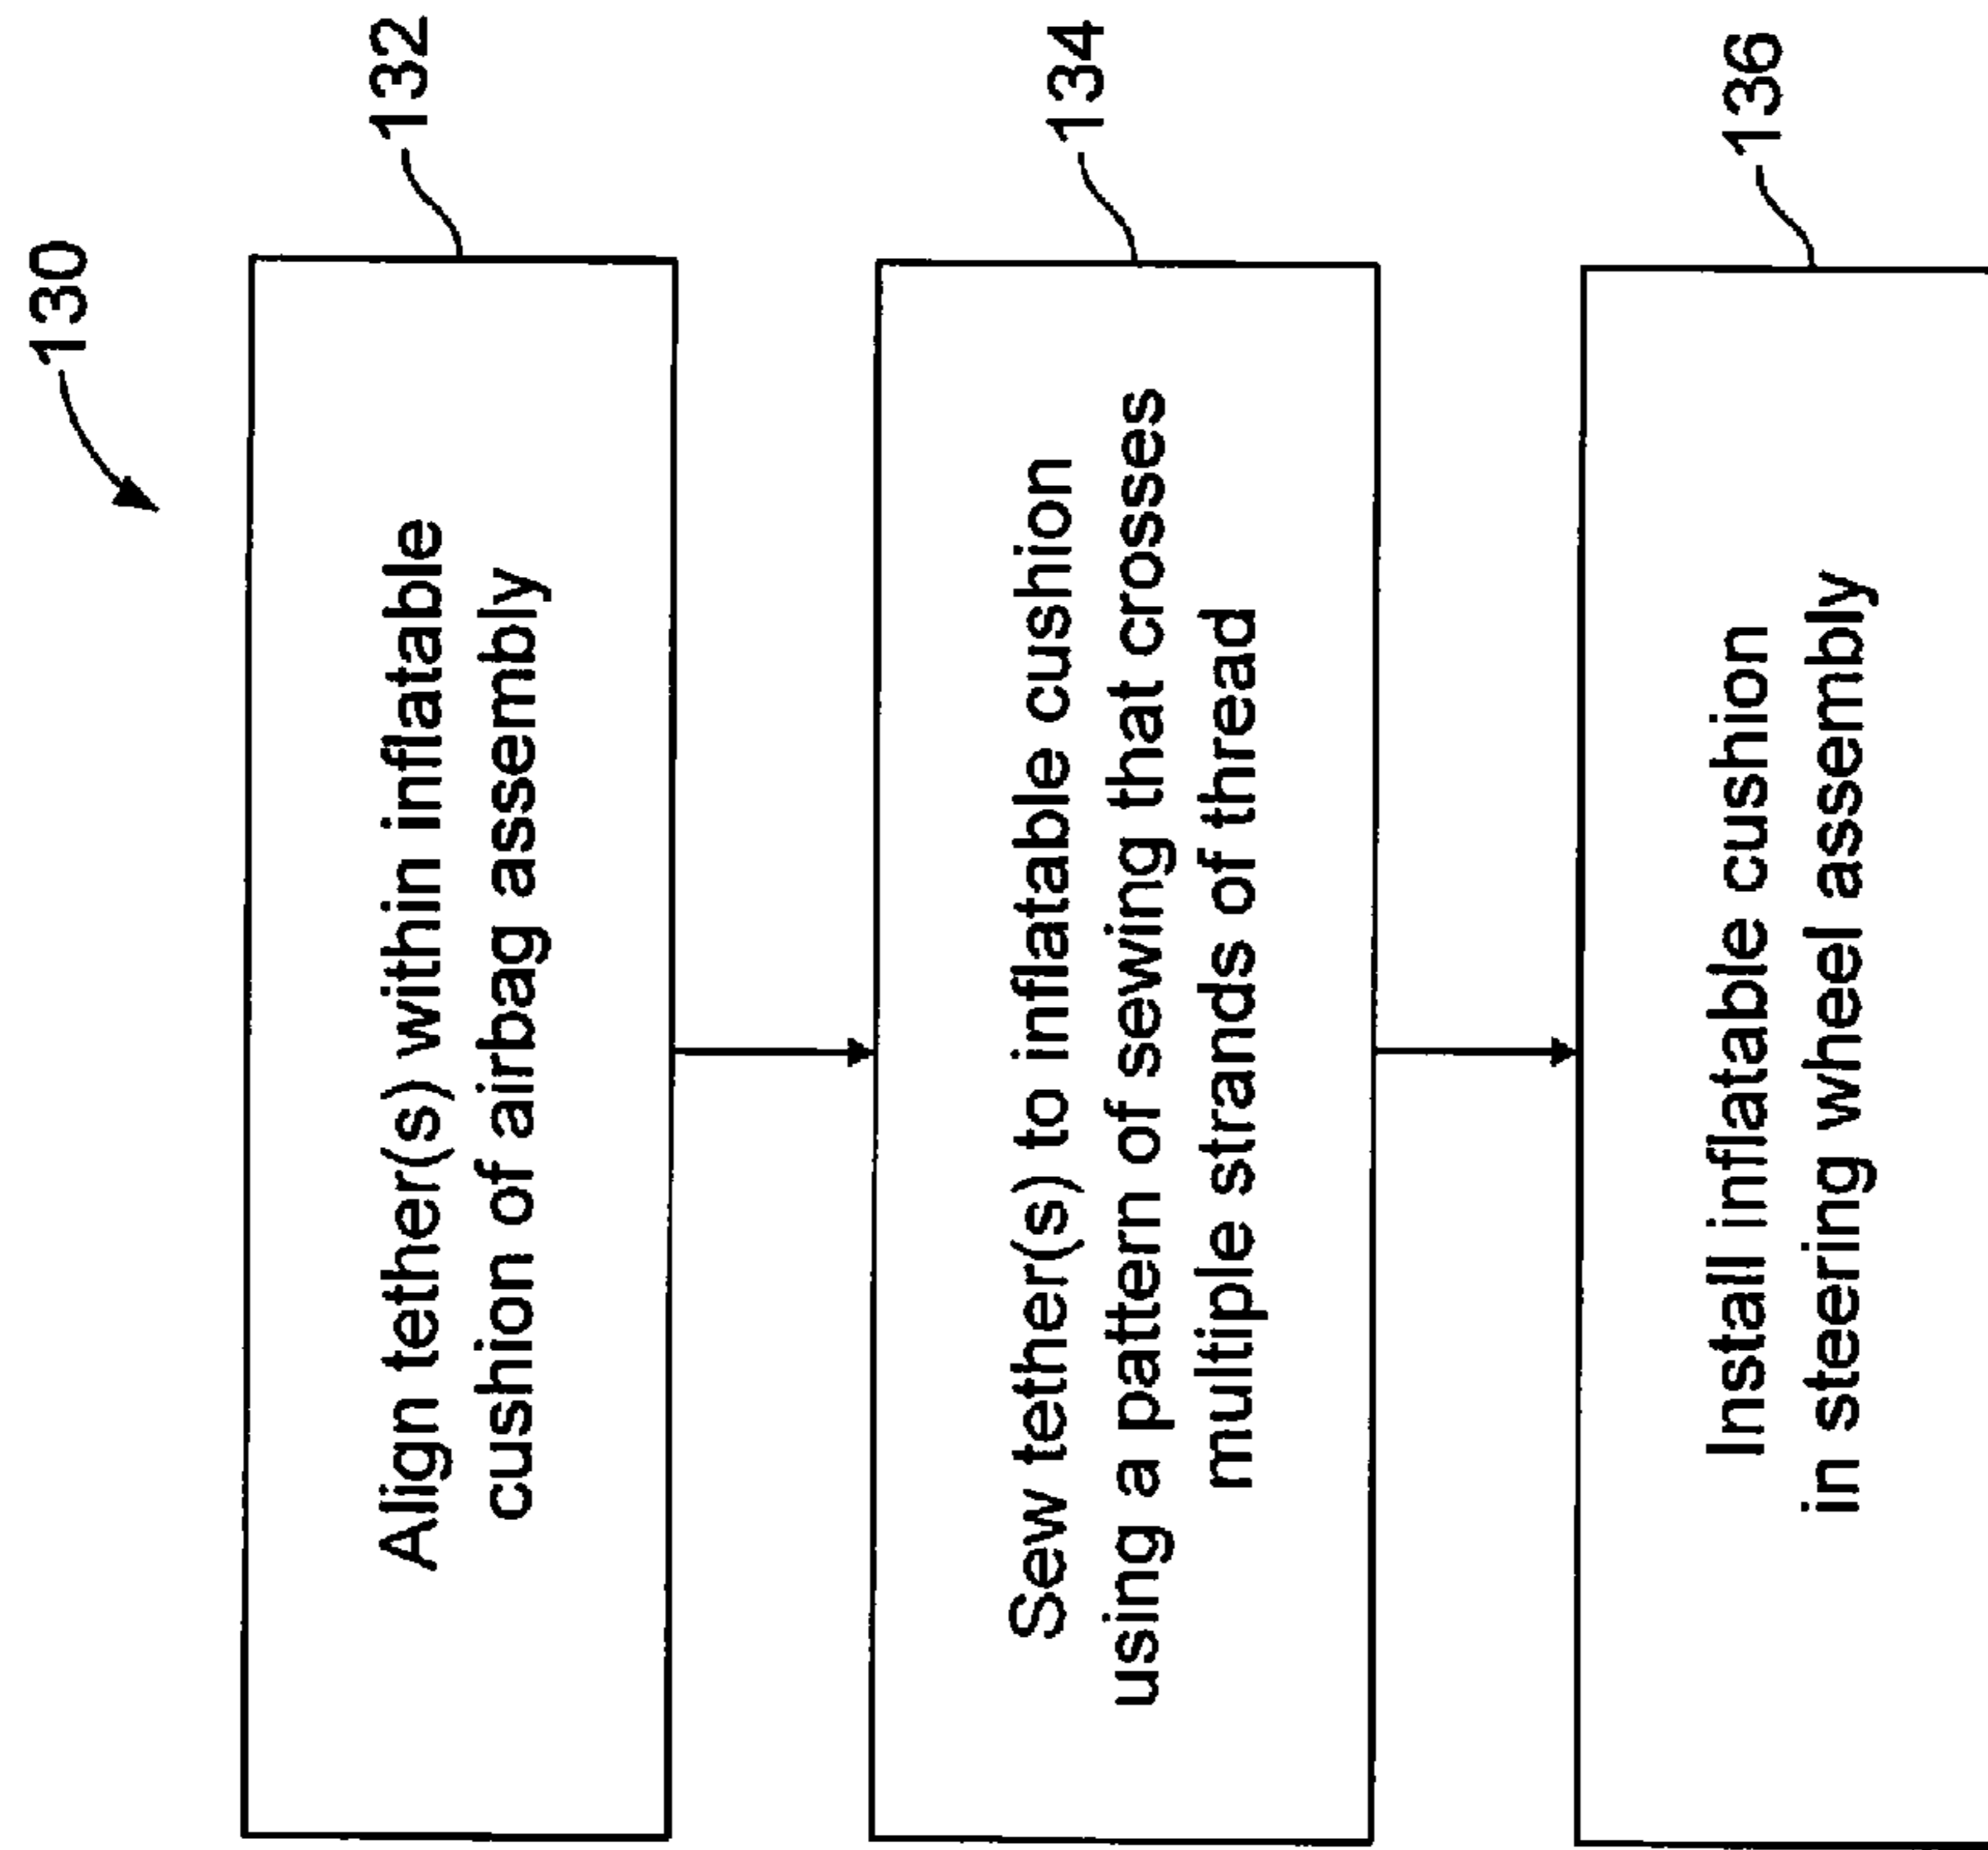 130
Align tether(s) within inflatable
cushion of airbag assembly
132
Sew tether(s) to inflatable cushion
using a pattern of sewing that crosses
multiple strands of thread
134
Install inflatable cushion
in steering wheel assembly
136